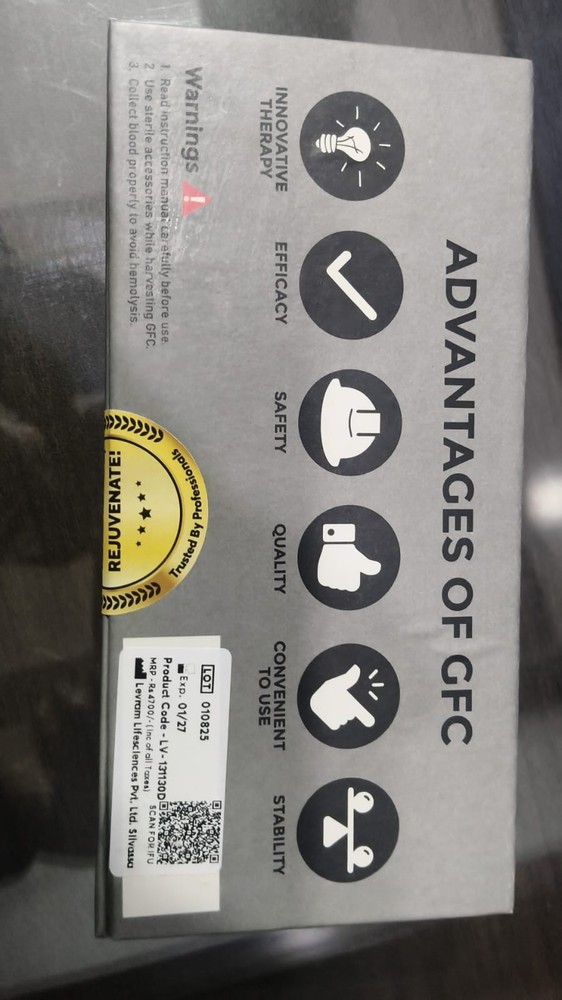 ADVANTAGES OF GFC
INNOVATIVE
THERAPY
EFFICACY
SAFETY
QUALITY
CONVENIENT
TO USE
STABILITY
Warnings
1. Read instruction manual carefully before use.
2. Use sterile accessories while harvesting GFC.
3. Collect blood properly to avoid hemolysis.
Trusted By Professionals
REJUVENATE!
LOT 010825
Exp. 01/27
Product Code - LV-131130D
MRP - Rs 4700/- (Inc of all Taxes)
SCAN FOR IFU
Levram Lifesciences Pvt. Ltd. Silvassa